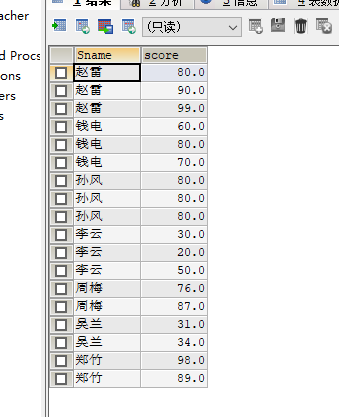 1 结果
2 分析
3 信息
4 表数据
acher
(只读)
d Procs
ons
ers
s
Sname score
赵雷 80.0
赵雷 90.0
赵雷 99.0
钱电 60.0
钱电 80.0
钱电 70.0
孙风 80.0
孙风 80.0
孙风 80.0
李云 30.0
李云 20.0
李云 50.0
周梅 76.0
周梅 87.0
吴兰 31.0
吴兰 34.0
郑竹 98.0
郑竹 89.0